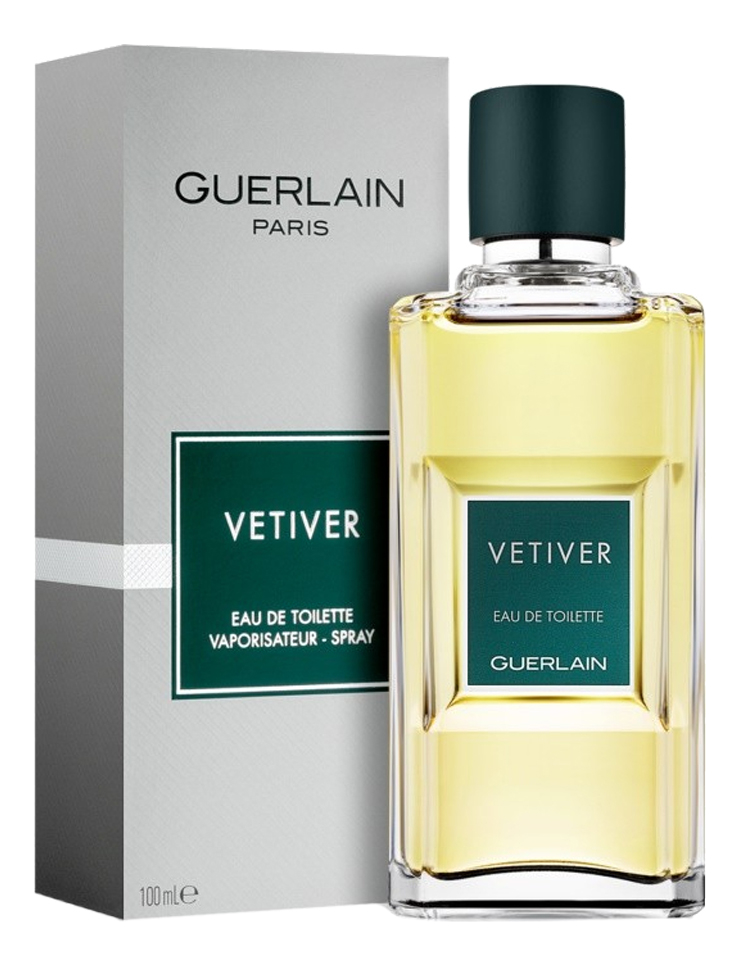 GUERLAIN
PARIS
VETIVER
EAU DE TOILETTE
VAPORISATEUR - SPRAY
100 mL ℮
VETIVER
EAU DE TOILETTE
GUERLAIN